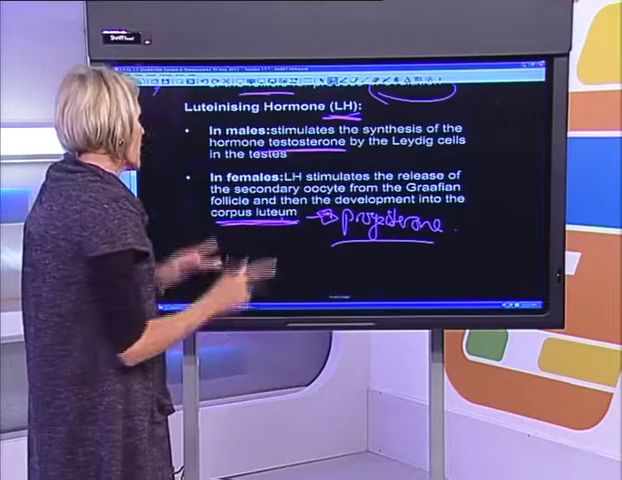 Luteinising Hormone (LH):
• In males:stimulates the synthesis of the
hormone testosterone by the Leydig cells
in the testes
• In females:LH stimulates the release of
the secondary oocyte from the Graafian
follicle and then the development into the
corpus luteum → progesterone.